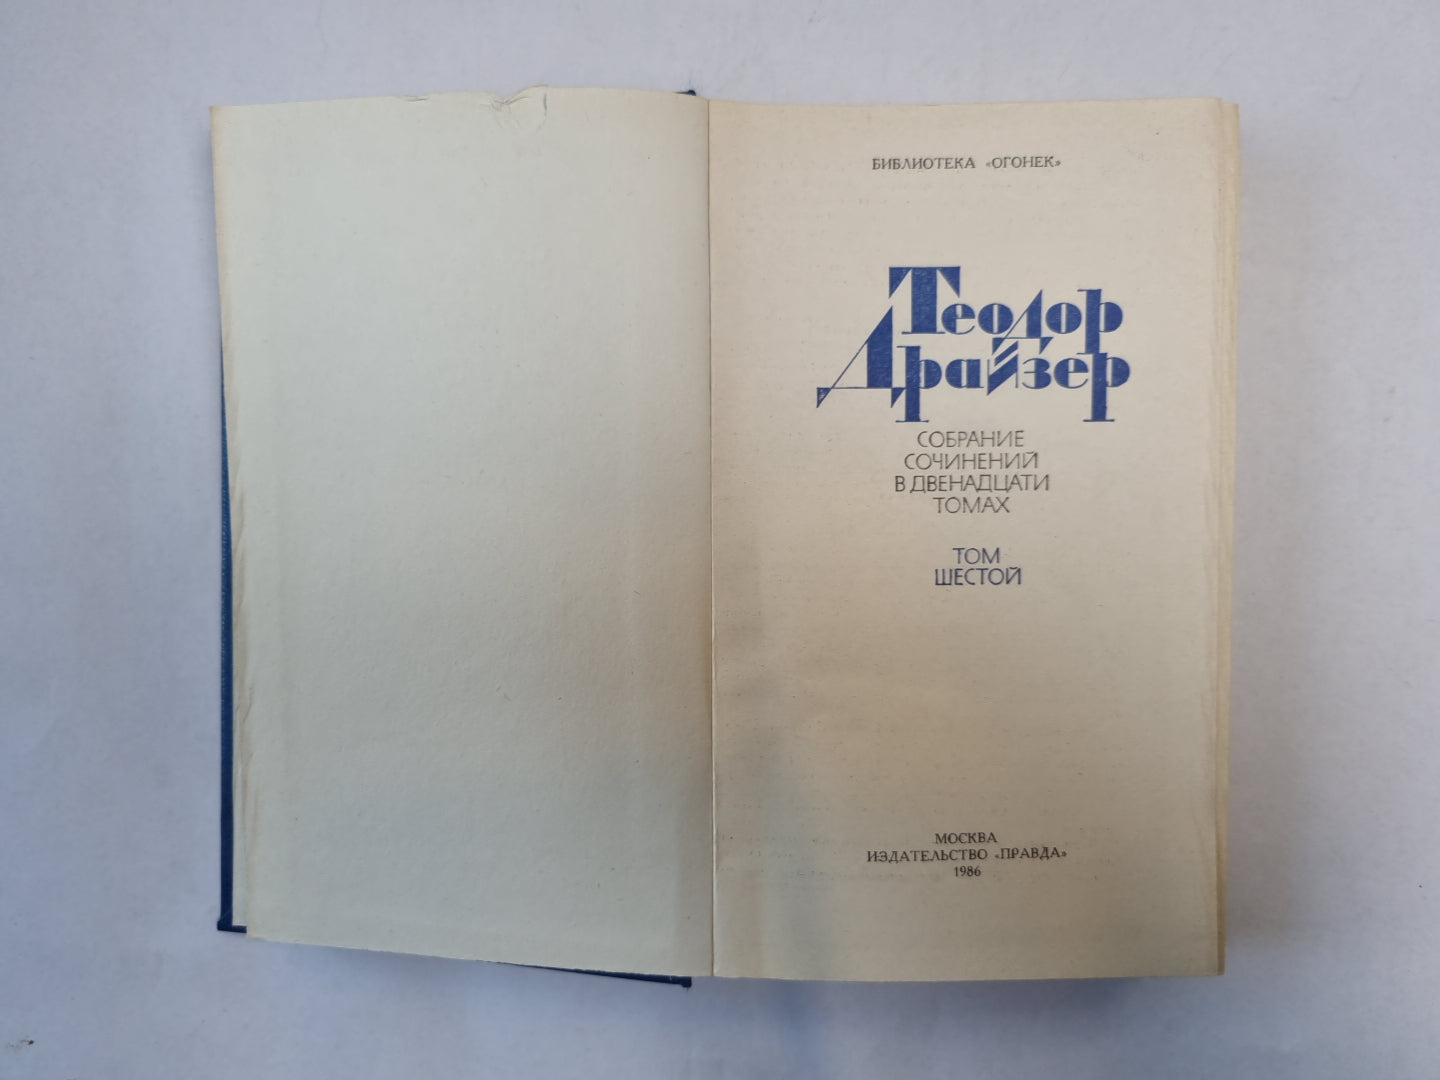 БИБЛИОТЕКА «ОГОНЕК»
Теодор
Драйзер
СОБРАНИЕ
СОЧИНЕНИЙ
В ДВЕНАДЦАТИ
ТОМАХ
ТОМ
ШЕСТОЙ
МОСКВА
ИЗДАТЕЛЬСТВО «ПРАВДА»
1986